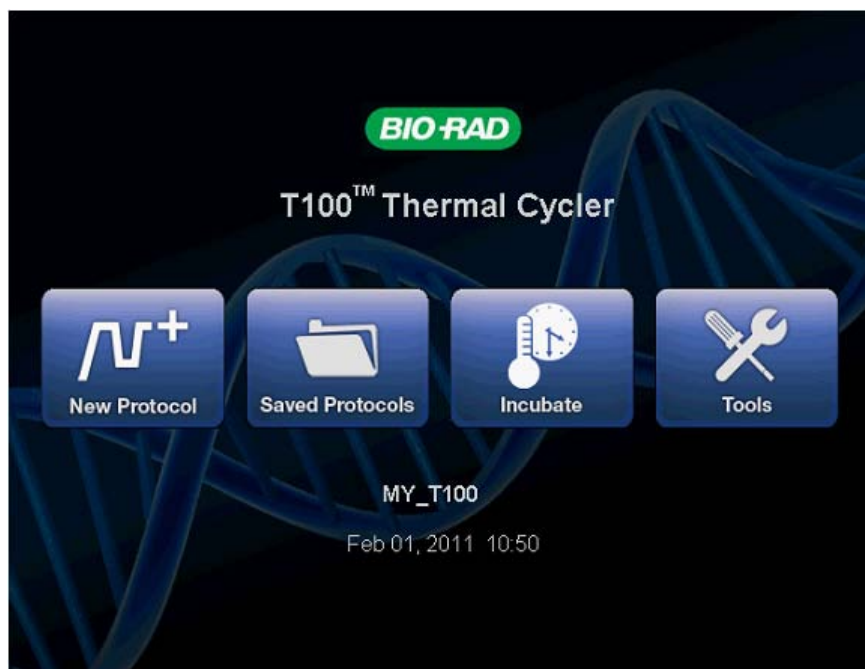 BIO-RAD
T100™ Thermal Cycler
New Protocol
Saved Protocols
Incubate
Tools
MY_T100
Feb 01, 2011 10:50